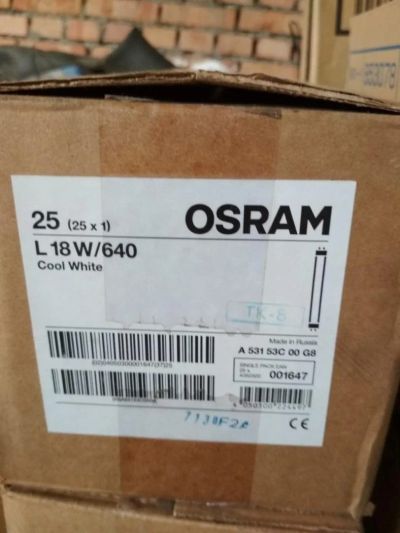 25 (25 x 1)
OSRAM
L 18 W/640
Cool White
TK-8
Made in Russia
A 531 53C 00 G8
SINGLE PACK EAN
001647
CE